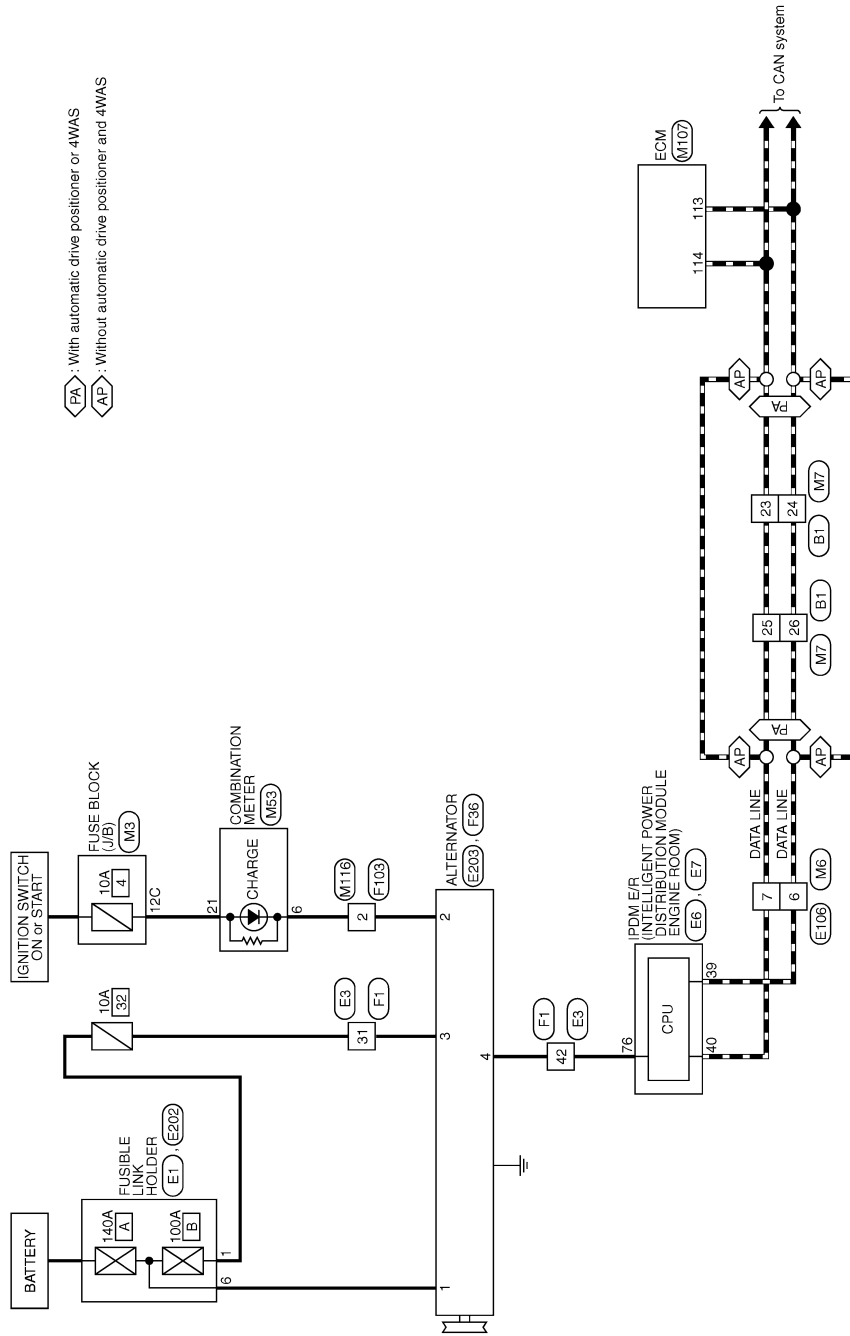 BATTERY
IGNITION SWITCH
ON or START
140A
A
100A
B
FUSIBLE
LINK
HOLDER
E1 , E202
6
1
10A
32
10A
4
FUSE BLOCK
(J/B)
M3
12C
21
CHARGE
COMBINATION
METER
M53
6
E3
31
F1
M116
2
F103
1
3
2
4
ALTERNATOR
E203 , F36
F1
42
E3
76
CPU
IPDM E/R
(INTELLIGENT POWER
DISTRIBUTION MODULE
ENGINE ROOM)
E6 , E7
40
39
7
6
E106
M6
DATA LINE
DATA LINE
AP
PA
AP
25
26
M7
B1
23
24
B1
M7
AP
PA
AP
ECM
M107
114
113
To CAN system
PA : With automatic drive positioner or 4WAS
AP : Without automatic drive positioner and 4WAS